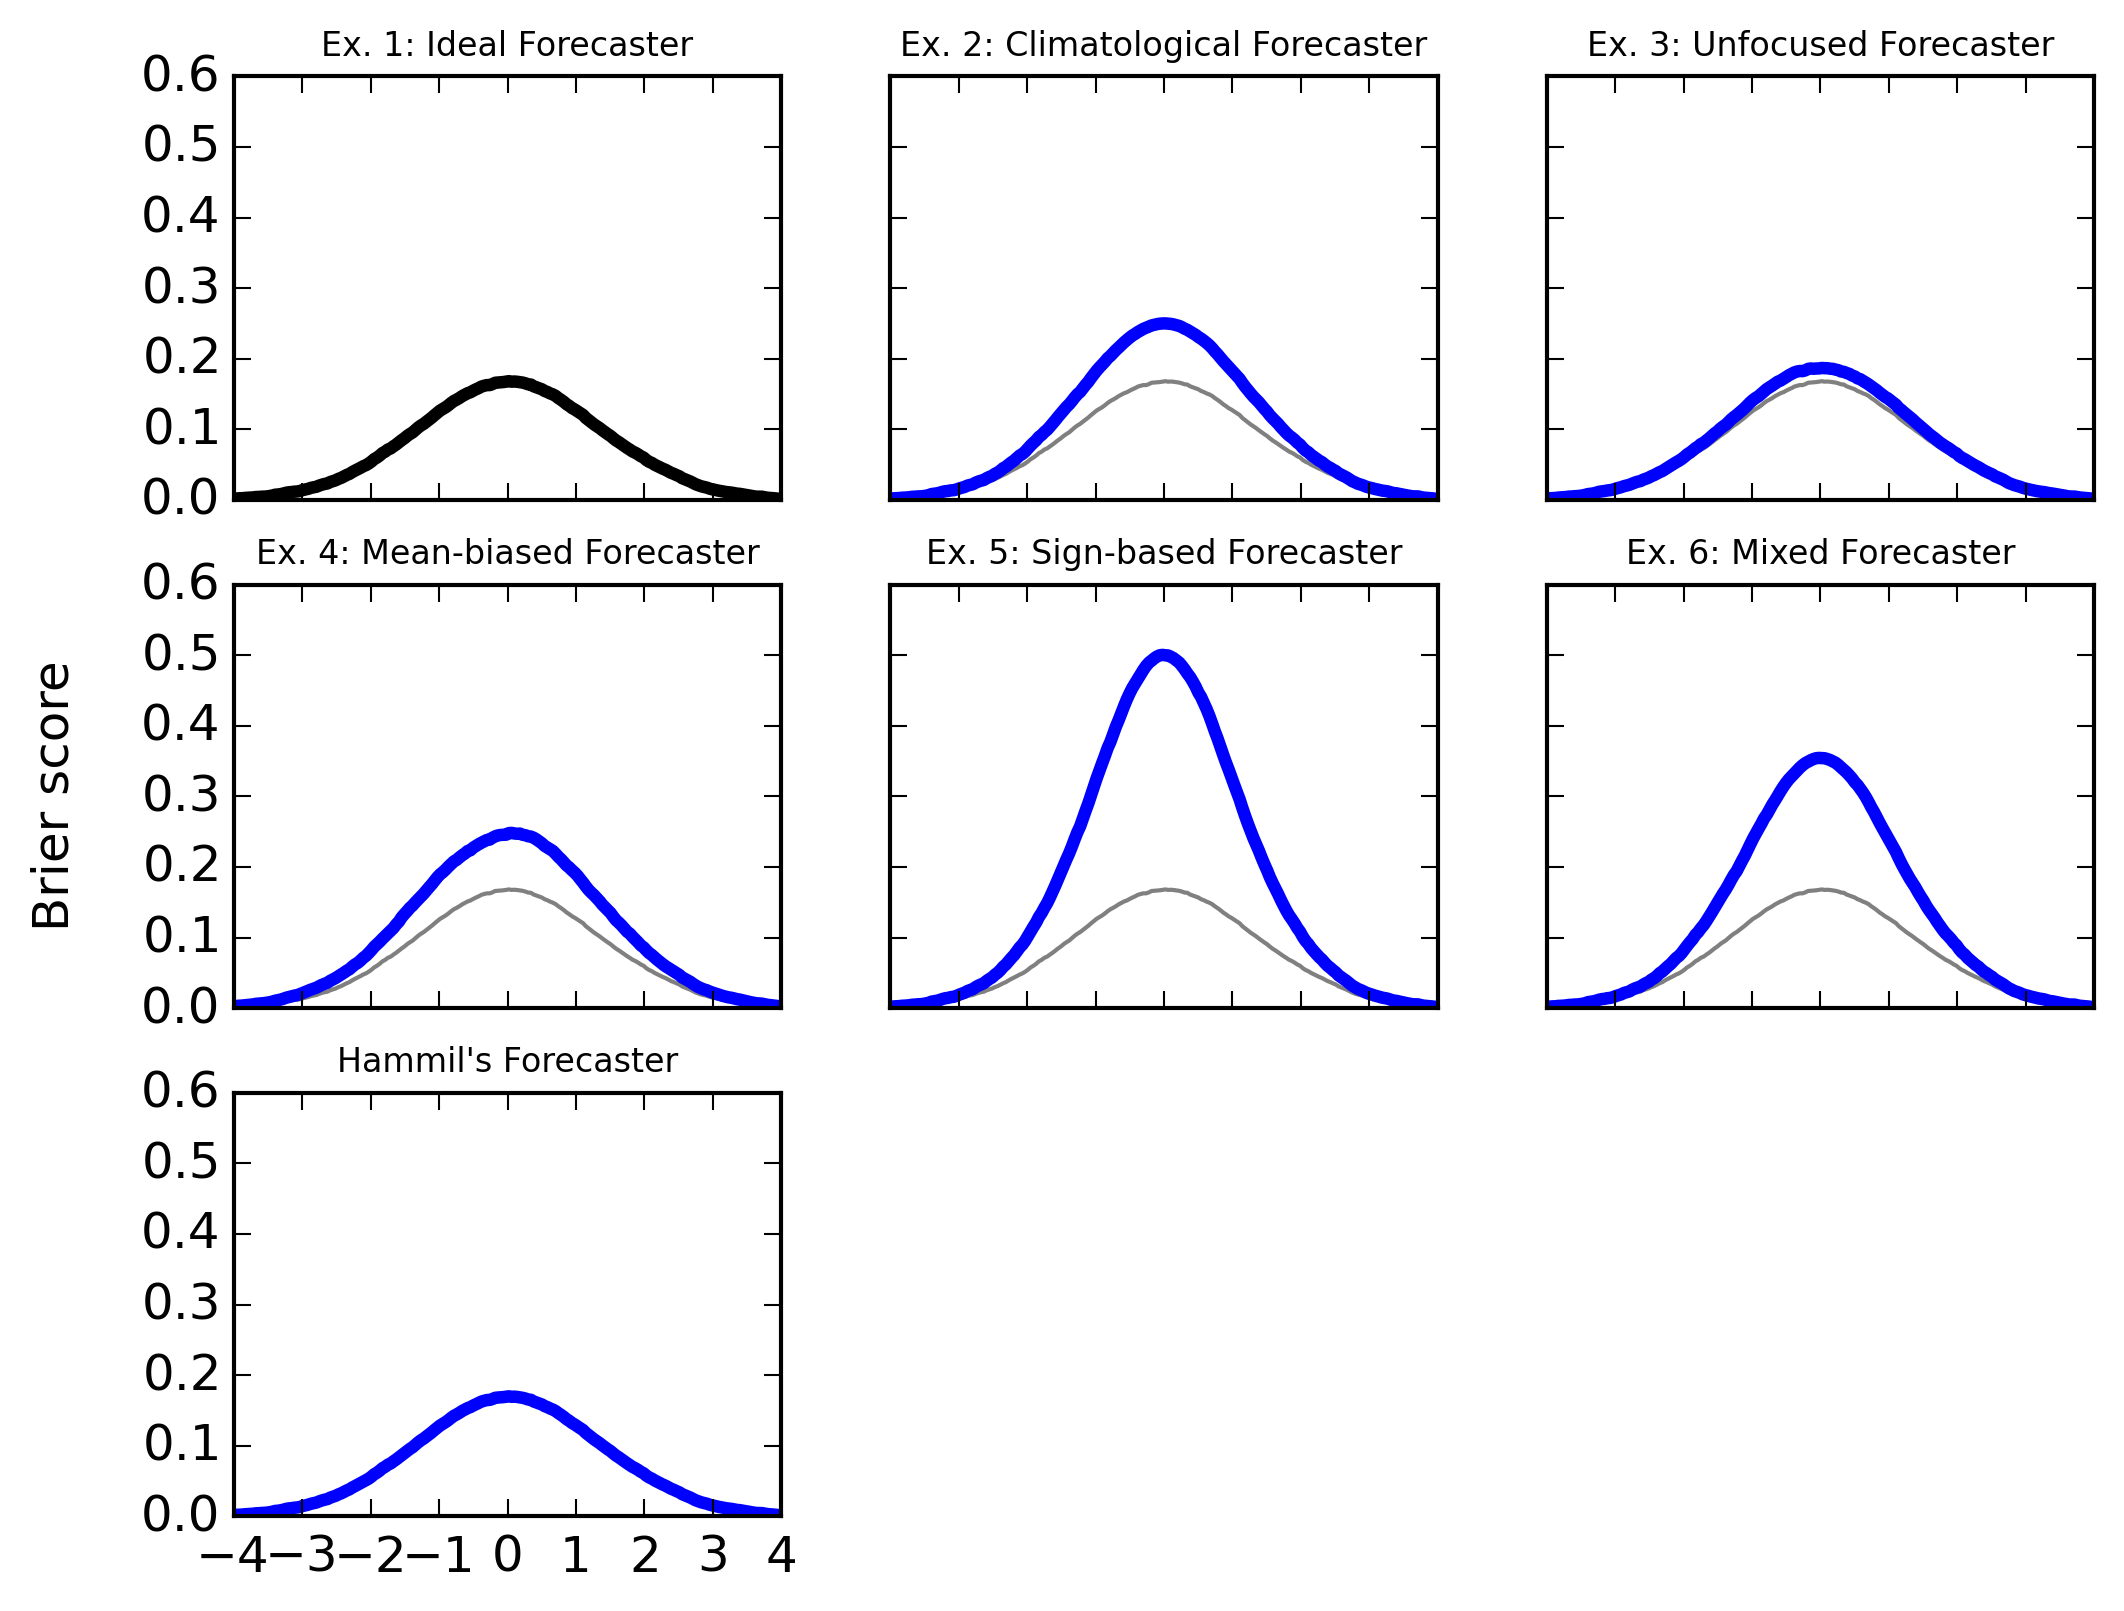 Ex. 1: Ideal Forecaster
Ex. 2: Climatological Forecaster
Ex. 3: Unfocused Forecaster
0.6
0.5
0.4
0.3
0.2
0.1
0.0
Ex. 4: Mean-biased Forecaster
Ex. 5: Sign-based Forecaster
Ex. 6: Mixed Forecaster
Brier score
0.6
0.5
0.4
0.3
0.2
0.1
0.0
Hammil's Forecaster
0.6
0.5
0.4
0.3
0.2
0.1
0.0
−4 −3 −2 −1 0 1 2 3 4